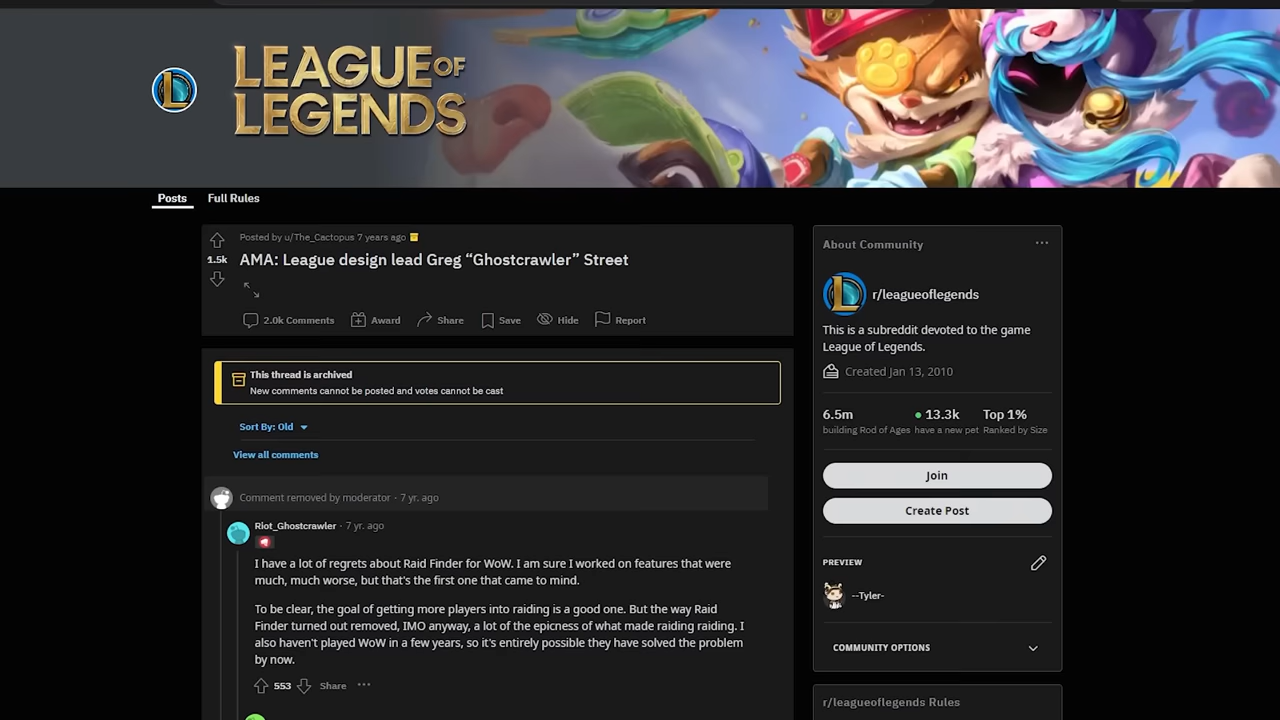 LEAGUE OF
LEGENDS
Posts
Full Rules
Posted by u/The_Cactopus 7 years ago
1.5k
AMA: League design lead Greg “Ghostcrawler” Street
2.0k Comments
Award
Share
Save
Hide
Report
This thread is archived
New comments cannot be posted and votes cannot be cast
Sort By: Old
View all comments
Comment removed by moderator · 7 yr. ago
Riot_Ghostcrawler · 7 yr. ago
I have a lot of regrets about Raid Finder for WoW. I am sure I worked on features that were
much, much worse, but that's the first one that came to mind.
To be clear, the goal of getting more players into raiding is a good one. But the way Raid
Finder turned out removed, IMO anyway, a lot of the epicness of what made raiding raiding. I
also haven't played WoW in a few years, so it's entirely possible they have solved the problem
by now.
553
Share
About Community
r/leagueoflegends
This is a subreddit devoted to the game
League of Legends.
Created Jan 13, 2010
6.5m 13.3k Top 1%
building Rod of Ages have a new pet Ranked by Size
Join
Create Post
PREVIEW
--Tyler-
COMMUNITY OPTIONS
r/leagueoflegends Rules